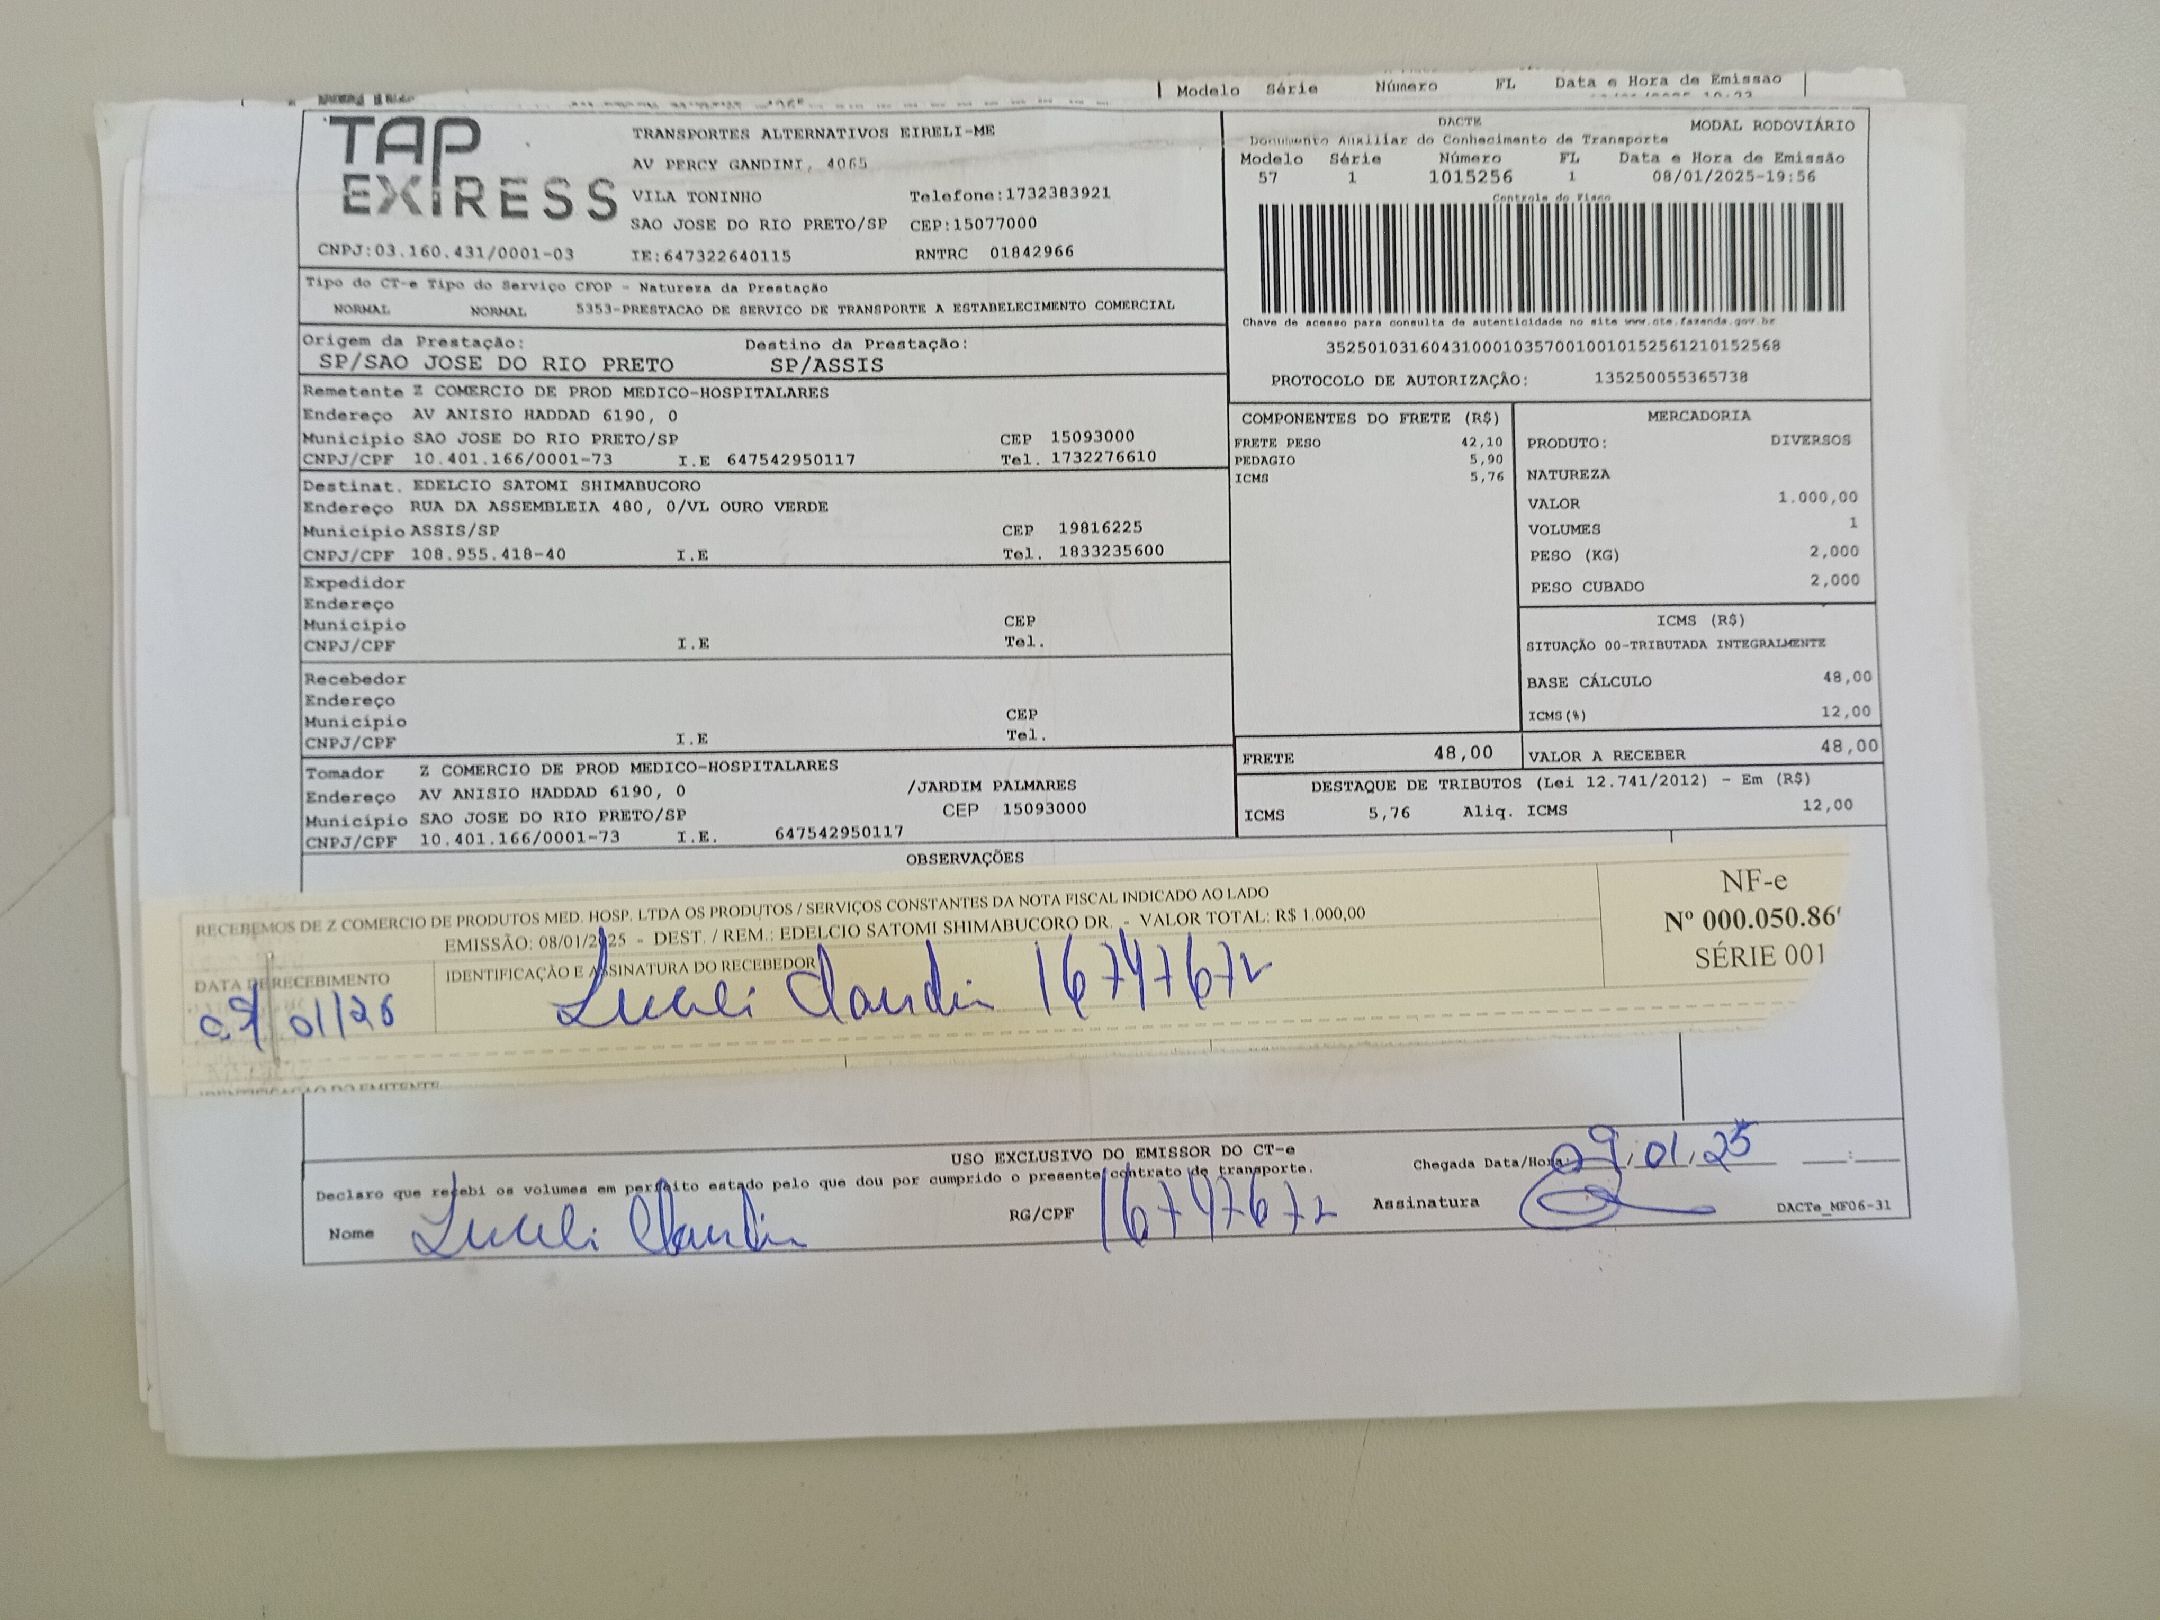 Modelo Série Número FL Data e Hora de Emissão
TAP EXPRESS
TRANSPORTES ALTERNATIVOS EIRELI-ME
AV PERCY GANDINI, 4065
VILA TONINHO Telefone:1732383921
SAO JOSE DO RIO PRETO/SP CEP:15077000
CNPJ:03.160.431/0001-03 IE:647322640115 RNTRC 01842966
DACTE MODAL RODOVIÁRIO
Documento Auxiliar do Conhecimento de Transporte
Modelo Série Número FL Data e Hora de Emissão
57 1 1015256 1 08/01/2025-19:56
Controle do Fisco
Chave de acesso para consulta de autenticidade no site www.cte.fazenda.gov.br
35250103160431000103570010010152561210152568
PROTOCOLO DE AUTORIZAÇÃO: 135250055365738
Tipo do CT-e Tipo do Serviço CFOP - Natureza da Prestação
NORMAL NORMAL 5353-PRESTACAO DE SERVICO DE TRANSPORTE A ESTABELECIMENTO COMERCIAL
Origem da Prestação: Destino da Prestação:
SP/SAO JOSE DO RIO PRETO SP/ASSIS
Remetente Z COMERCIO DE PROD MEDICO-HOSPITALARES
Endereço AV ANISIO HADDAD 6190, 0
Município SAO JOSE DO RIO PRETO/SP CEP 15093000
CNPJ/CPF 10.401.166/0001-73 I.E 647542950117 Tel. 1732276610
Destinat. EDELCIO SATOMI SHIMABUCORO
Endereço RUA DA ASSEMBLEIA 480, 0/VL OURO VERDE
Município ASSIS/SP CEP 19816225
CNPJ/CPF 108.955.418-40 I.E Tel. 1833235600
Expedidor
Endereço
Município CEP
CNPJ/CPF I.E Tel.
Recebedor
Endereço
Município CEP
CNPJ/CPF I.E Tel.
Tomador Z COMERCIO DE PROD MEDICO-HOSPITALARES
Endereço AV ANISIO HADDAD 6190, 0 /JARDIM PALMARES
Município SAO JOSE DO RIO PRETO/SP CEP 15093000
CNPJ/CPF 10.401.166/0001-73 I.E. 647542950117
COMPONENTES DO FRETE (R$)
FRETE PESO 42,10
PEDAGIO 5,90
ICMS 5,76
MERCADORIA
PRODUTO: DIVERSOS
NATUREZA
VALOR 1.000,00
VOLUMES 1
PESO (KG) 2,000
PESO CUBADO 2,000
ICMS (R$)
SITUAÇÃO 00-TRIBUTADA INTEGRALMENTE
BASE CÁLCULO 48,00
ICMS(%) 12,00
FRETE 48,00 VALOR A RECEBER 48,00
DESTAQUE DE TRIBUTOS (Lei 12.741/2012) - Em (R$)
ICMS 5,76 Aliq. ICMS 12,00
OBSERVAÇÕES
RECEBEMOS DE Z COMERCIO DE PRODUTOS MED. HOSP. LTDA OS PRODUTOS / SERVIÇOS CONSTANTES DA NOTA FISCAL INDICADO AO LADO
EMISSÃO: 08/01/2025 - DEST. / REM.: EDELCIO SATOMI SHIMABUCORO DR. - VALOR TOTAL: R$ 1.000,00
DATA DE RECEBIMENTO IDENTIFICAÇÃO E ASSINATURA DO RECEBEDOR
09/01/25 Claudia 16747672
NF-e
Nº 000.050.86
SÉRIE 001
IDENTIFICAÇÃO DO EMITENTE
USO EXCLUSIVO DO EMISSOR DO CT-e
Declaro que recebi os volumes em perfeito estado pelo que dou por cumprido o presente contrato de transporte.
Chegada Data/Hora: 09.01.25 __:__
Nome Claudia RG/CPF 16747672 Assinatura
DACTe_MF06-31